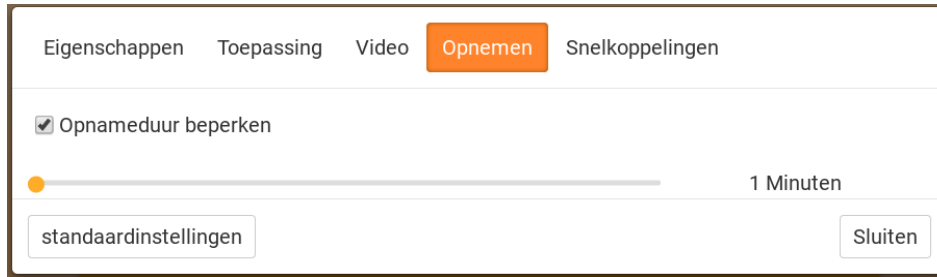 Eigenschappen Toepassing Video Opnemen Snelkoppelingen
Opnameduur beperken
1 Minuten
standaardinstellingen Sluiten